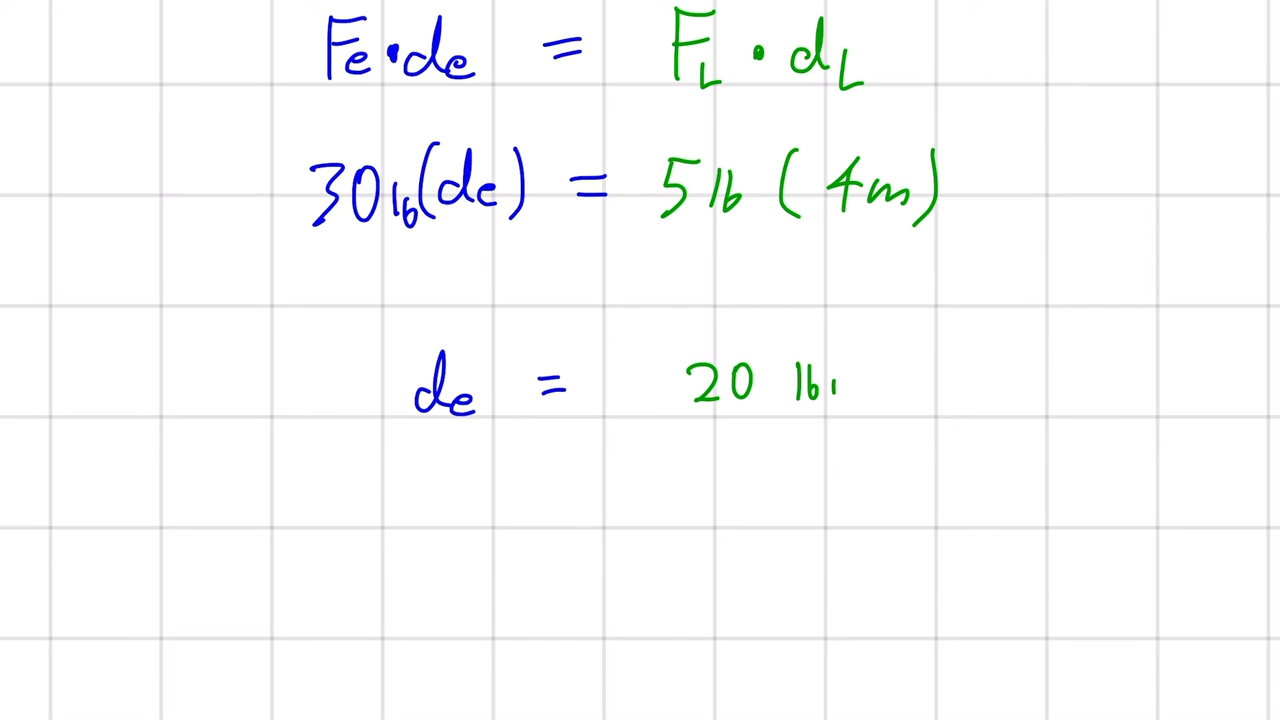 Fe·de = FL·dL
30lb(de) = 5lb (4m)
de = 20 lb